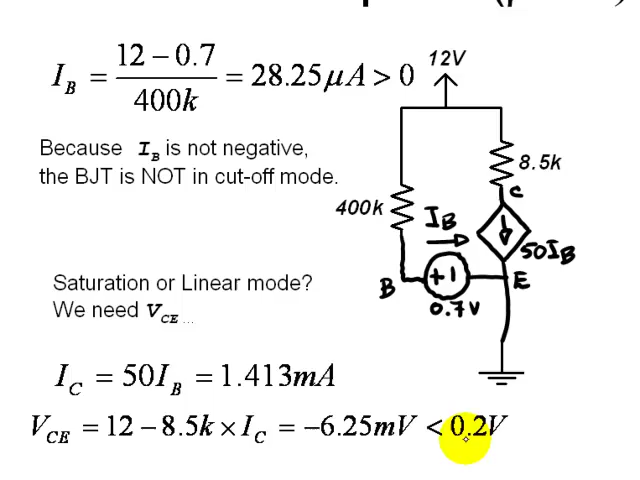 I_B = (12 − 0.7) / 400k = 28.25μA > 0
Because I_B is not negative,
the BJT is NOT in cut-off mode.
12V
8.5k
C
400k
I_B
50I_B
B
+
E
0.7V
Saturation or Linear mode?
We need V_CE ...
I_C = 50I_B = 1.413mA
V_CE = 12 − 8.5k × I_C = −6.25mV < 0.2V